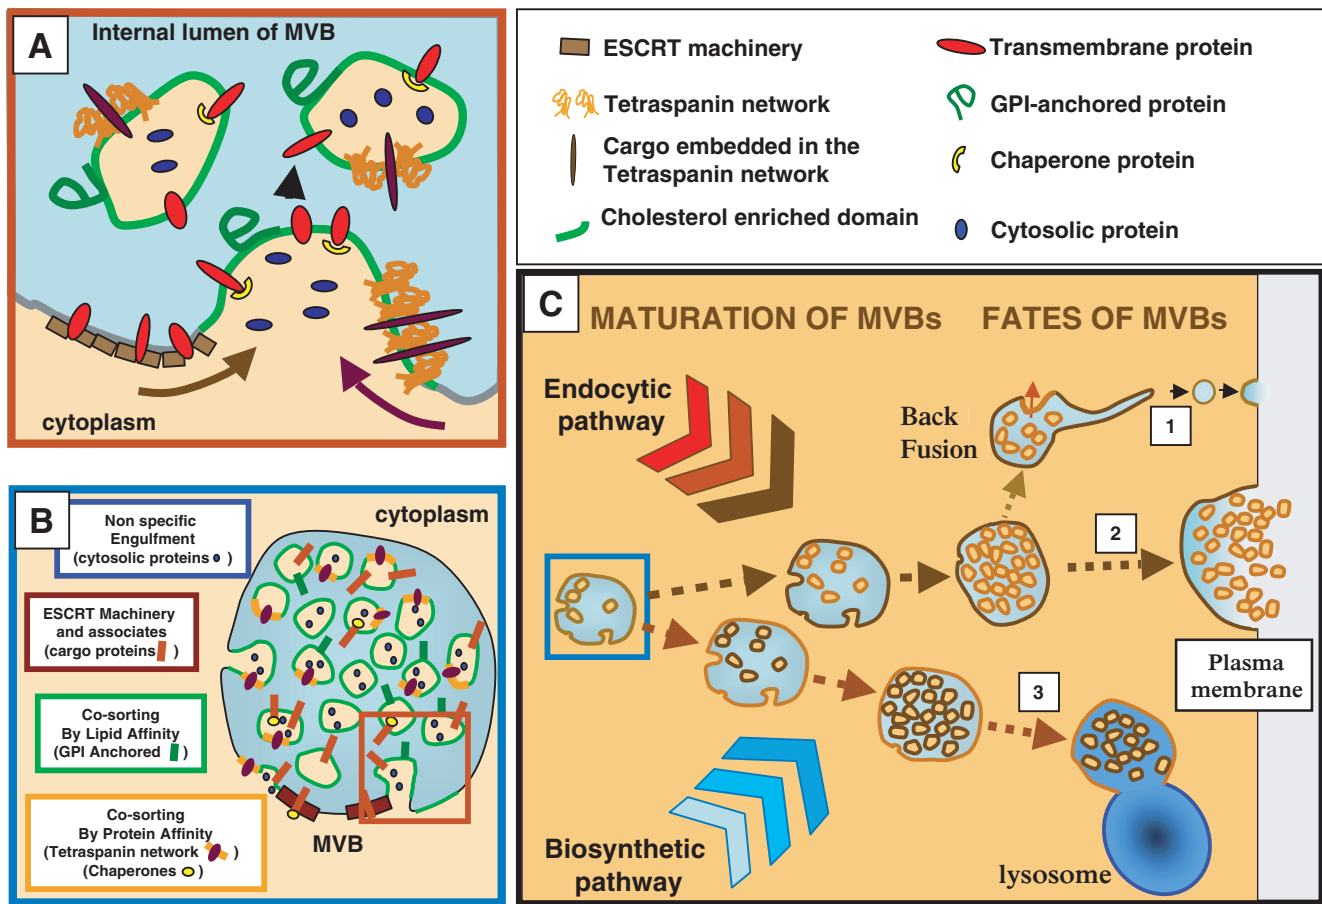 A
Internal lumen of MVB
cytoplasm
ESCRT machinery
Tetraspanin network
Cargo embedded in the
Tetraspanin network
Cholesterol enriched domain
Transmembrane protein
GPI-anchored protein
Chaperone protein
Cytosolic protein
B
cytoplasm
Non specific
Engulfment
(cytosolic proteins )
ESCRT Machinery
and associates
(cargo proteins )
Co-sorting
By Lipid Affinity
(GPI Anchored )
Co-sorting
By Protein Affinity
(Tetraspanin network )
(Chaperones )
MVB
C
MATURATION OF MVBs
FATES OF MVBs
Endocytic
pathway
Back
Fusion
1
2
3
Plasma
membrane
Biosynthetic
pathway
lysosome